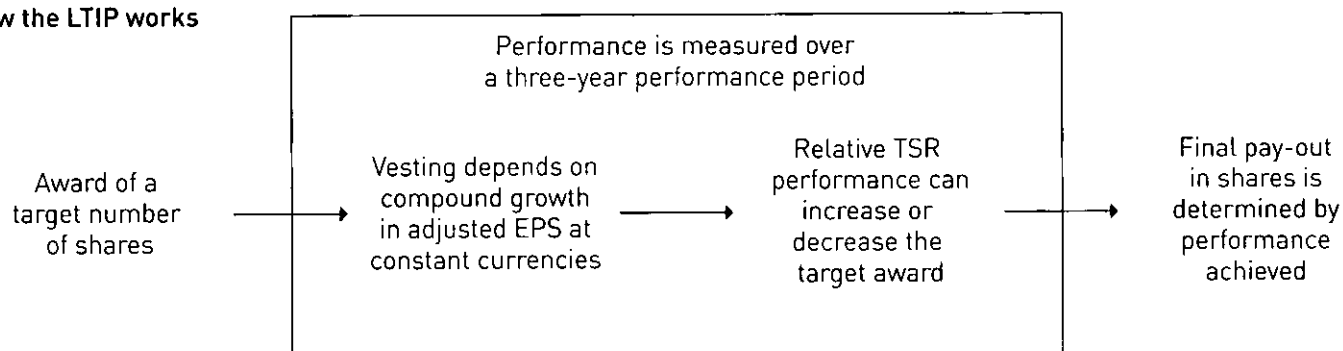 w the LTIP works
Performance is measured over
a three-year performance period
Award of a
target number
of shares
Vesting depends on
compound growth
in adjusted EPS at
constant currencies
Relative TSR
performance can
increase or
decrease the
target award
Final pay-out
in shares is
determined by
performance
achieved